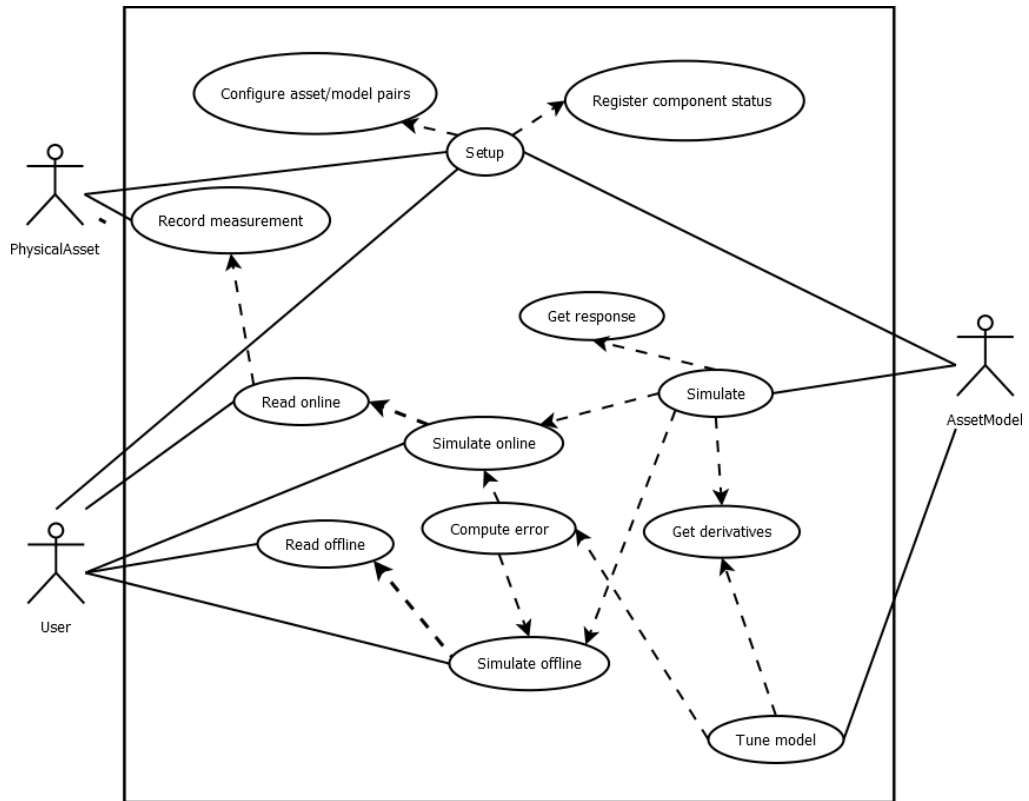 Configure asset/model pairs
Register component status
Setup
Record measurement
PhysicalAsset
Get response
Simulate
Read online
AssetModel
Simulate online
Compute error
Get derivatives
Read offline
User
Simulate offline
Tune model